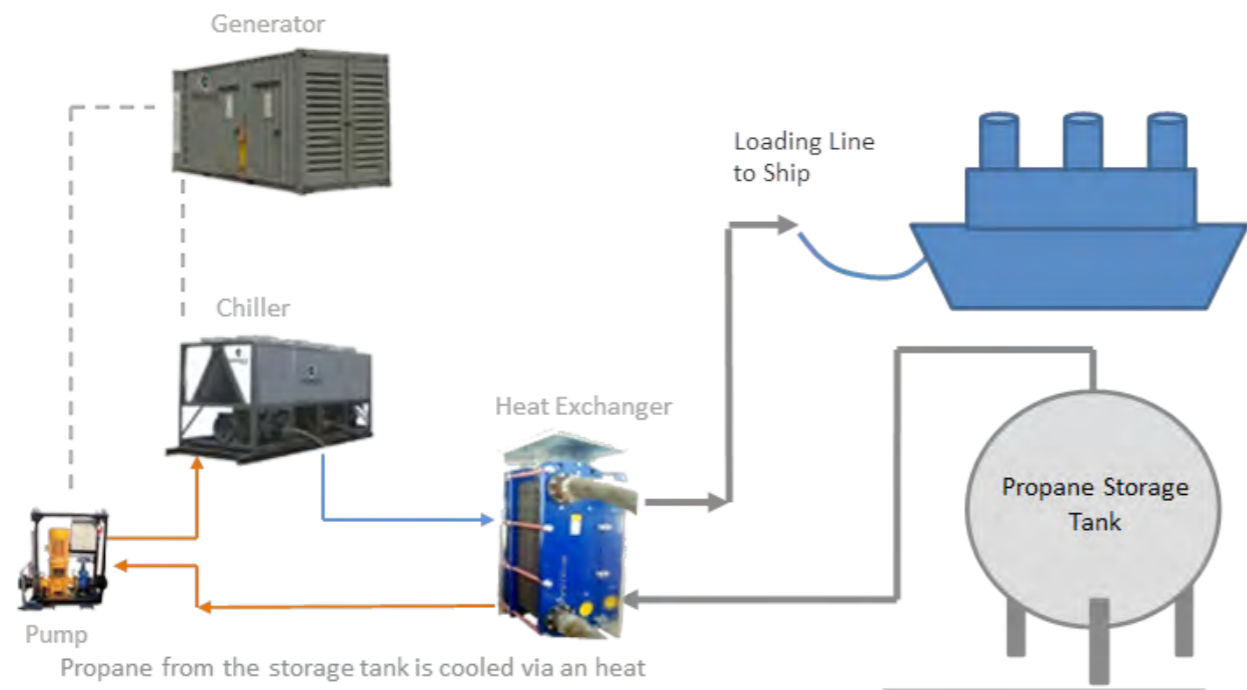 Generator
Loading Line
to Ship
Chiller
Heat Exchanger
Propane Storage
Tank
Pump
Propane from the storage tank is cooled via an heat